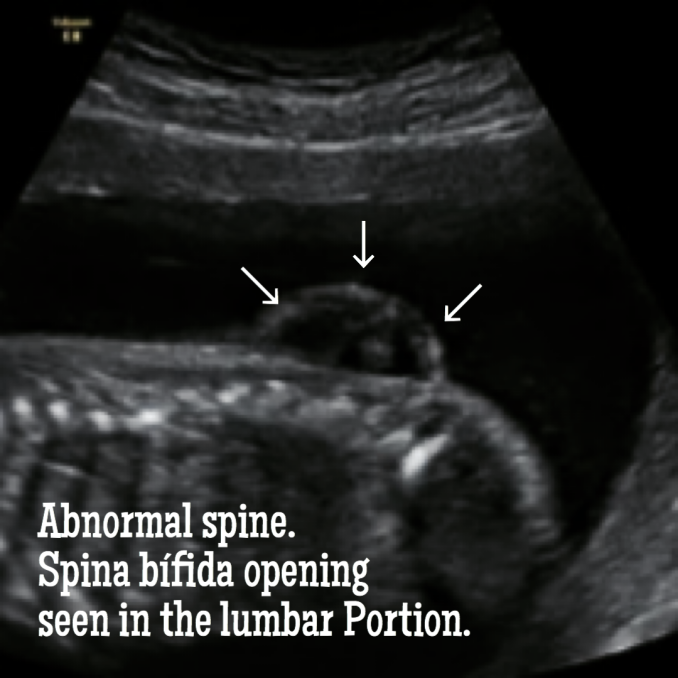 Abnormal spine.
Spina bífida opening
seen in the lumbar Portion.